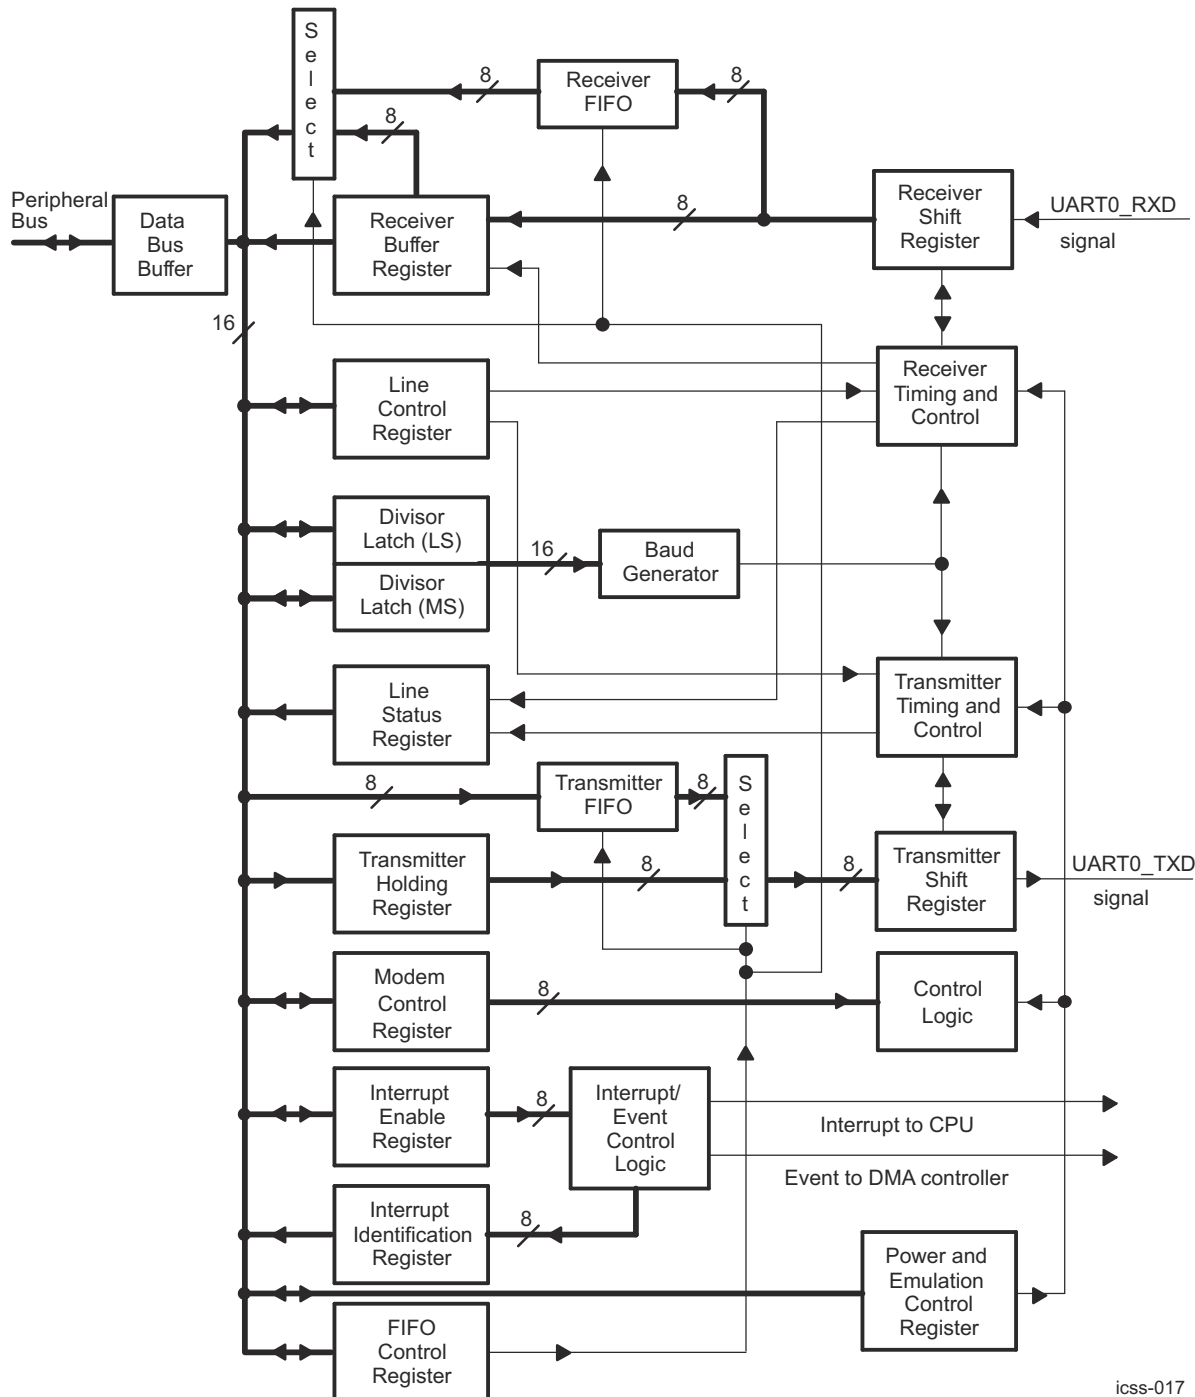 Select
8
Receiver
FIFO
8
8
Peripheral
Bus
Data
Bus
Buffer
Receiver
Buffer
Register
8
Receiver
Shift
Register
UART0_RXD
signal
16
Line
Control
Register
Receiver
Timing and
Control
Divisor
Latch (LS)
16
Baud
Generator
Divisor
Latch (MS)
Line
Status
Register
Transmitter
Timing and
Control
8
Transmitter
FIFO
8
Select
Transmitter
Holding
Register
8
8
Transmitter
Shift
Register
UART0_TXD
signal
Modem
Control
Register
8
Control
Logic
Interrupt
Enable
Register
8
Interrupt/
Event
Control
Logic
Interrupt to CPU
Event to DMA controller
Interrupt
Identification
Register
8
Power and
Emulation
Control
Register
FIFO
Control
Register
icss-017